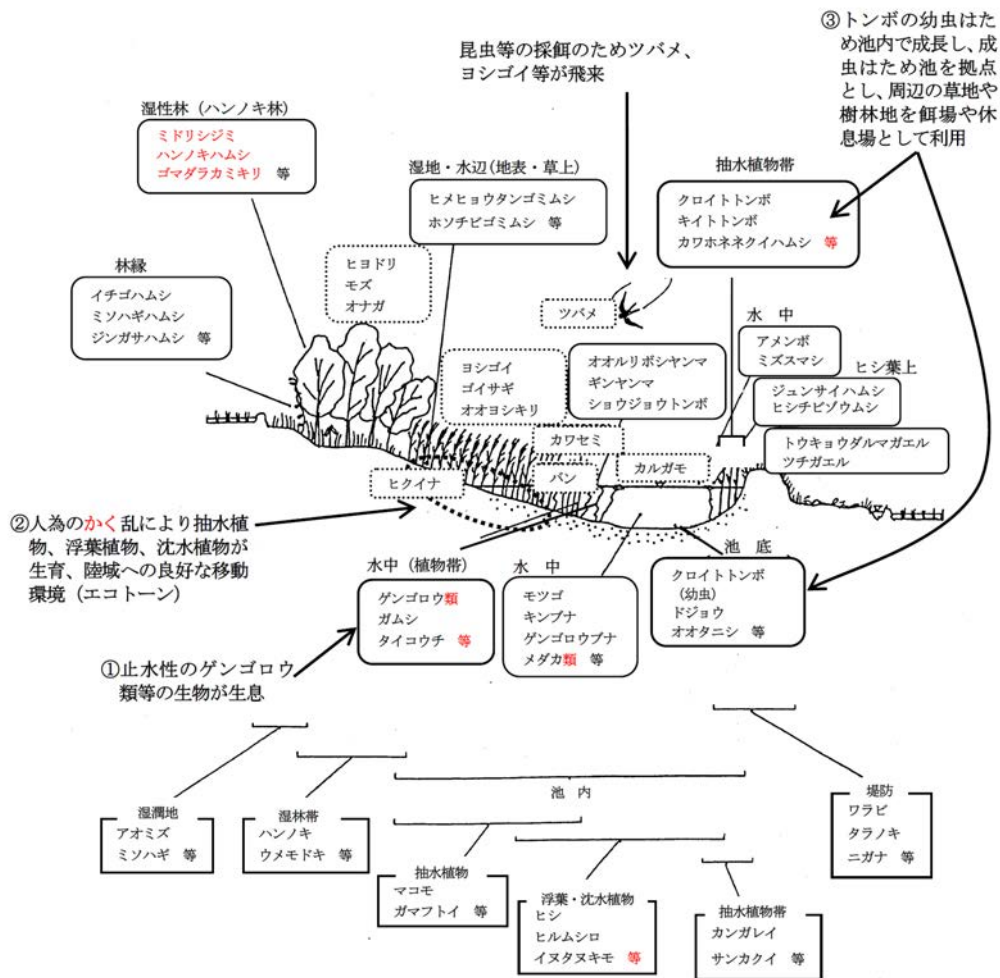 ③トンボの幼虫はた
め池内で成長し、成
虫はため池を拠点
とし、周辺の草地や
樹林地を餌場や休
息場として利用
昆虫等の採餌のためツバメ、
ヨシゴイ等が飛来
湿性林（ハンノキ林）
ミドリシジミ
ハンノキハムシ
ゴマダラカミキリ　等
湿地・水辺(地表・草上)
ヒメヒョウタンゴミムシ
ホソチビゴミムシ　等
抽水植物帯
クロイトトンボ
キイトトンボ
カワホネネクイハムシ　等
林縁
イチゴハムシ
ミソハギハムシ
ジンガサハムシ　等
ヒヨドリ
モズ
オナガ
ツバメ
水　中
アメンボ
ミズスマシ
ヨシゴイ
ゴイサギ
オオヨシキリ
オオルリボシヤンマ
ギンヤンマ
ショウジョウトンボ
ヒシ葉上
ジュンサイハムシ
ヒシチビゾウムシ
カワセミ
トウキョウダルマガエル
ツチガエル
ヒクイナ
バン
カルガモ
②人為のかく乱により抽水植
物、浮葉植物、沈水植物が
生育、陸域への良好な移動
環境（エコトーン）
水中（植物帯）
ゲンゴロウ類
ガムシ
タイコウチ　等
水　中
モツゴ
キンブナ
ゲンゴロウブナ
メダカ類　等
池　底
クロイトトンボ
(幼虫)
ドジョウ
オオタニシ　等
①止水性のゲンゴロウ
類等の生物が生息
池　内
湿潤地
アオミズ
ミソハギ　等
湿林帯
ハンノキ
ウメモドキ　等
堤防
ワラビ
タラノキ
ニガナ　等
抽水植物
マコモ
ガマフトイ　等
浮葉・沈水植物
ヒシ
ヒルムシロ
イヌタヌキモ　等
抽水植物帯
カンガレイ
サンカクイ　等